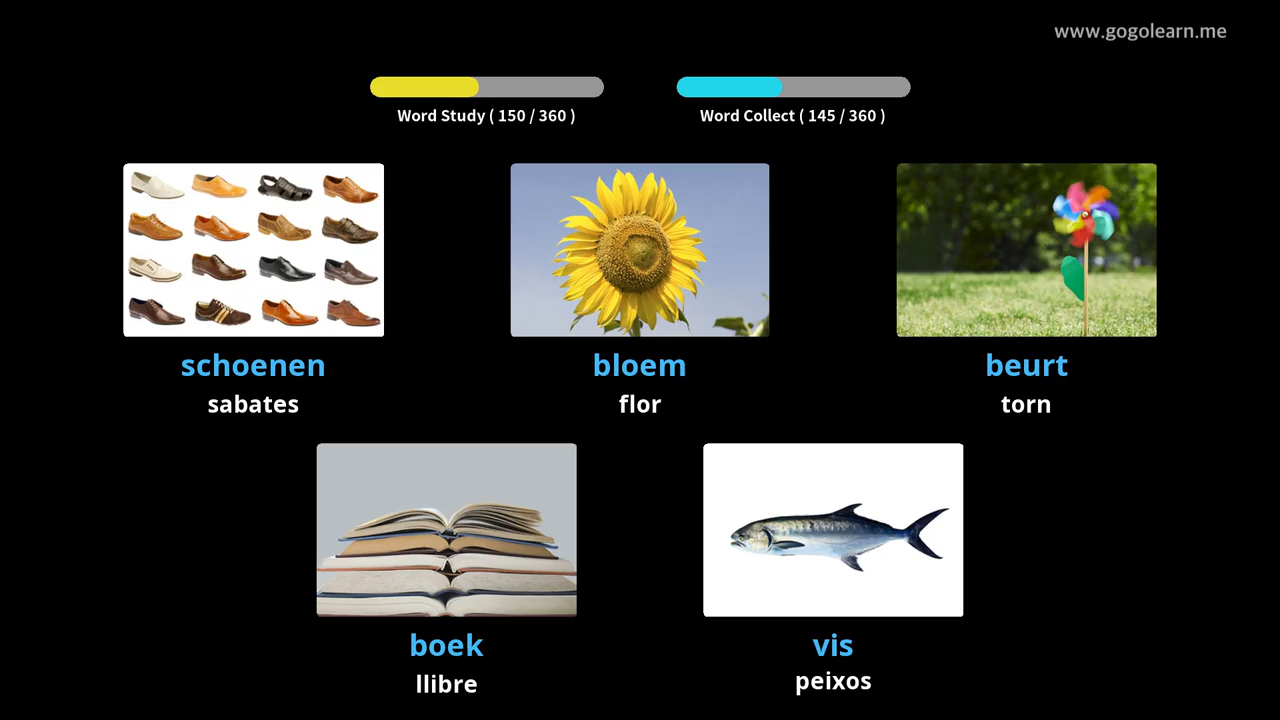 www.gogolearn.me
Word Study ( 150 / 360 )
Word Collect ( 145 / 360 )
schoenen
sabates
bloem
flor
beurt
torn
boek
llibre
vis
peixos